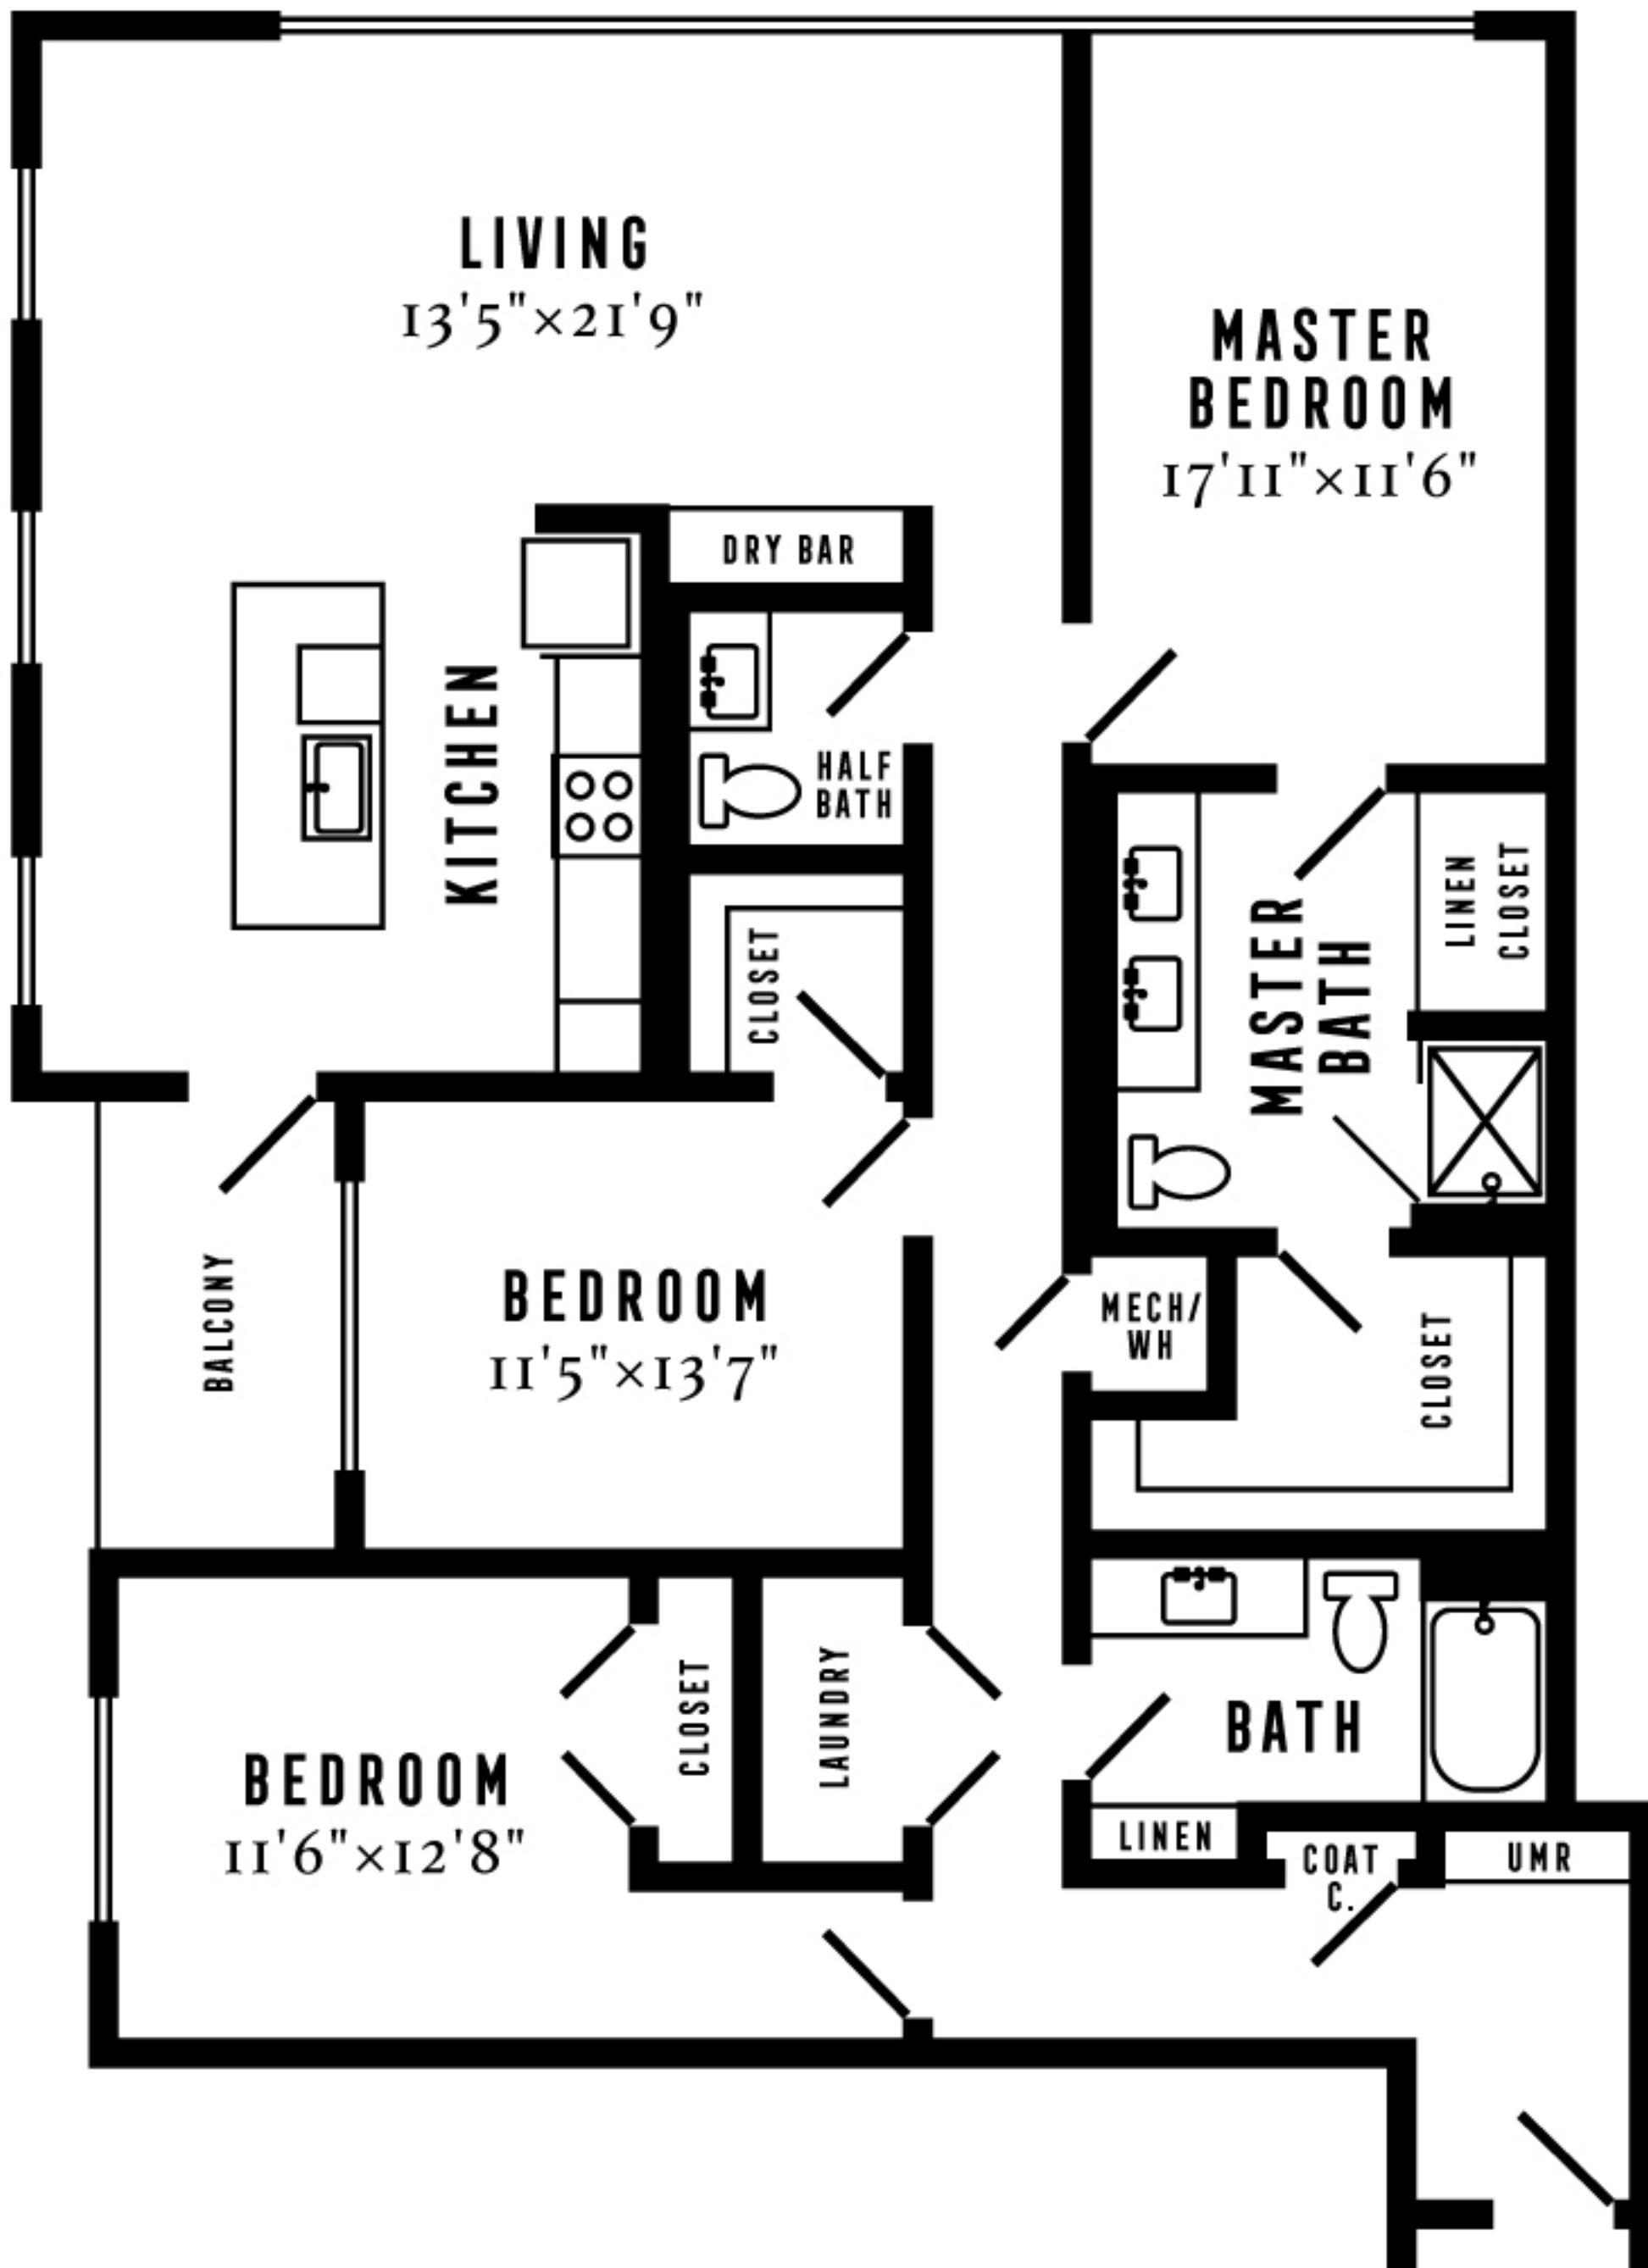 LIVING
13'5"×21'9"
MASTER
BEDROOM
17'11"×11'6"
DRY BAR
KITCHEN
HALF
BATH
LINEN
CLOSET
MASTER
BATH
CLOSET
BALCONY
BEDROOM
11'5"×13'7"
MECH/
WH
CLOSET
BEDROOM
11'6"×12'8"
CLOSET
LAUNDRY
BATH
LINEN
COAT
C.
UMR